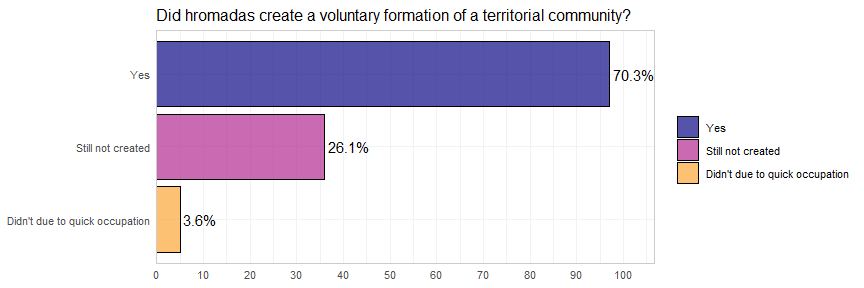 Did hromadas create a voluntary formation of a territorial community?
Yes
70.3%
Still not created
26.1%
Didn't due to quick occupation
3.6%
0 10 20 30 40 50 60 70 80 90 100
Yes
Still not created
Didn't due to quick occupation